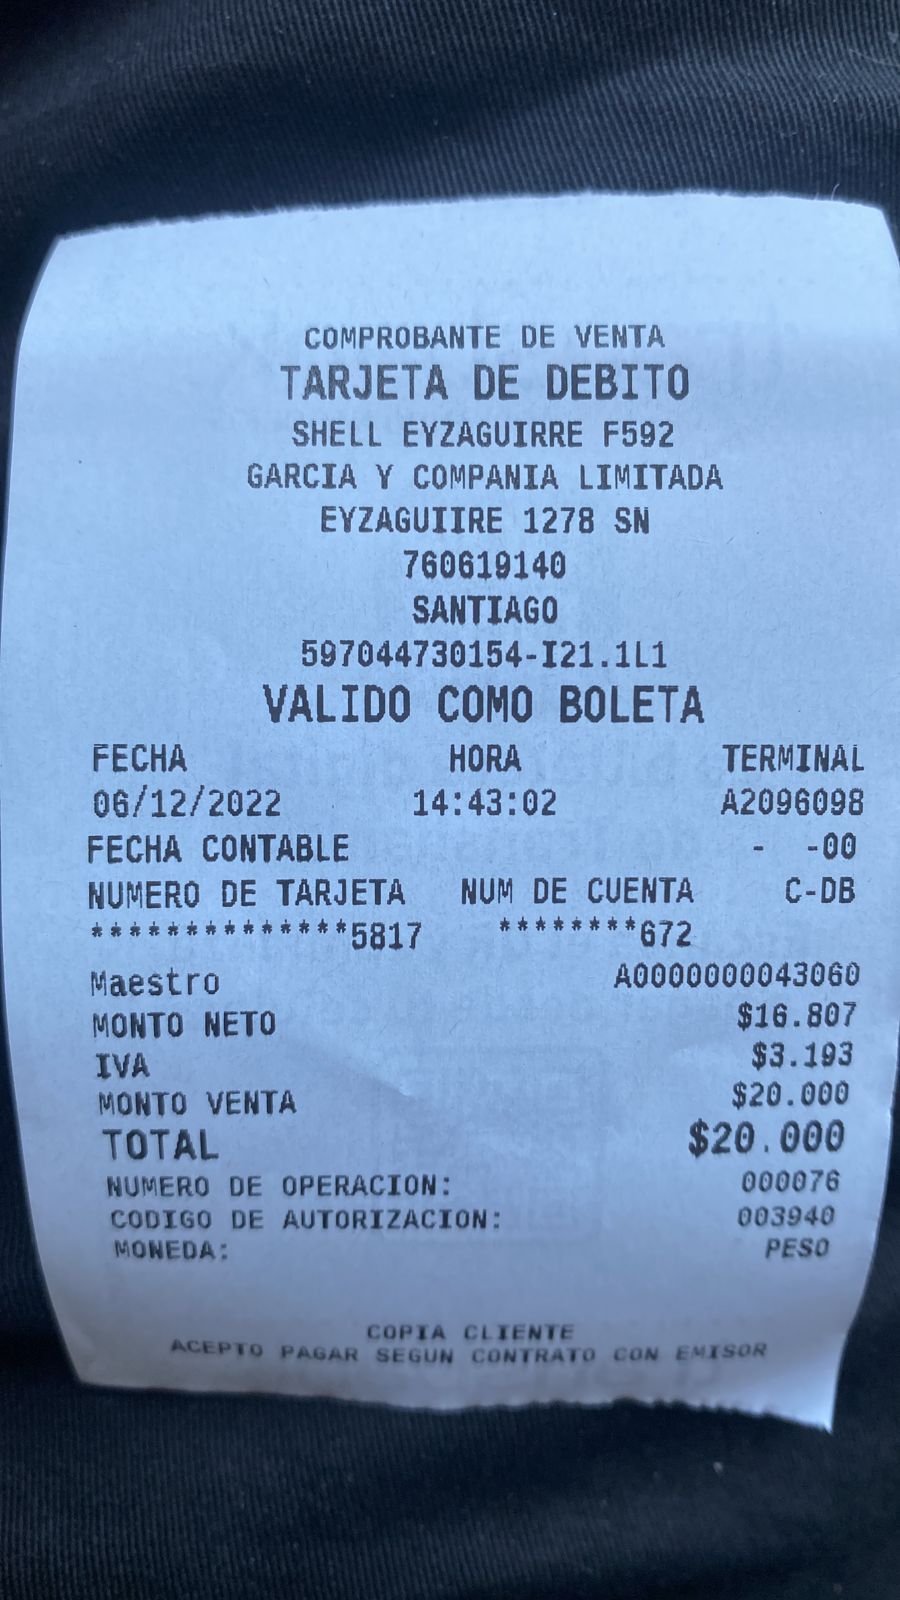 COMPROBANTE DE VENTA
TARJETA DE DEBITO
SHELL EYZAGUIRRE F592
GARCIA Y COMPANIA LIMITADA
EYZAGUIIRE 1278 SN
760619140
SANTIAGO
597044730154-I21.1L1
VALIDO COMO BOLETA
FECHA HORA TERMINAL
06/12/2022 14:43:02 A2096098
FECHA CONTABLE - -00
NUMERO DE TARJETA NUM DE CUENTA C-DB
**************5817 ********672
Maestro A0000000043060
MONTO NETO $16.807
IVA $3.193
MONTO VENTA $20.000
TOTAL $20.000
NUMERO DE OPERACION: 000076
CODIGO DE AUTORIZACION: 003940
MONEDA: PESO
COPIA CLIENTE
ACEPTO PAGAR SEGUN CONTRATO CON EMISOR